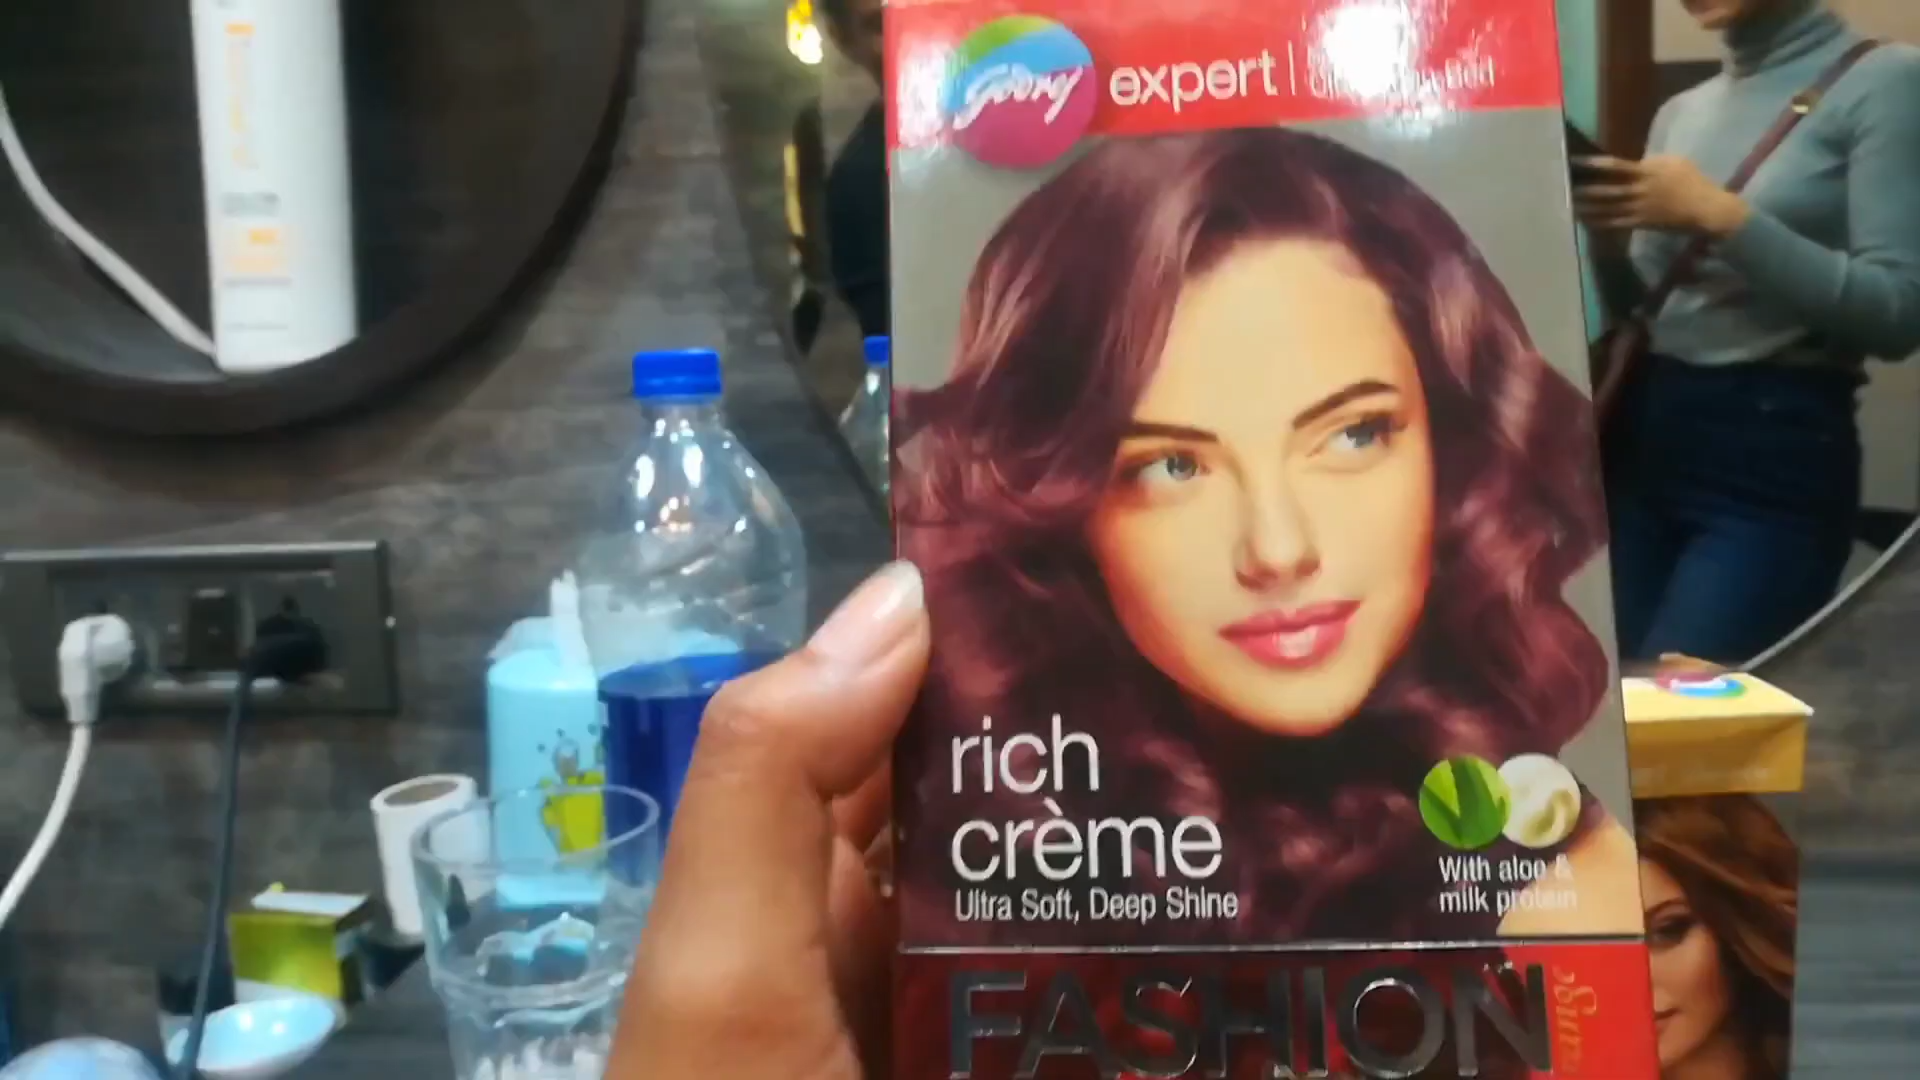 Godrej
expert |
rich
crème
Ultra Soft, Deep Shine
With aloe &
milk protein
FASHION